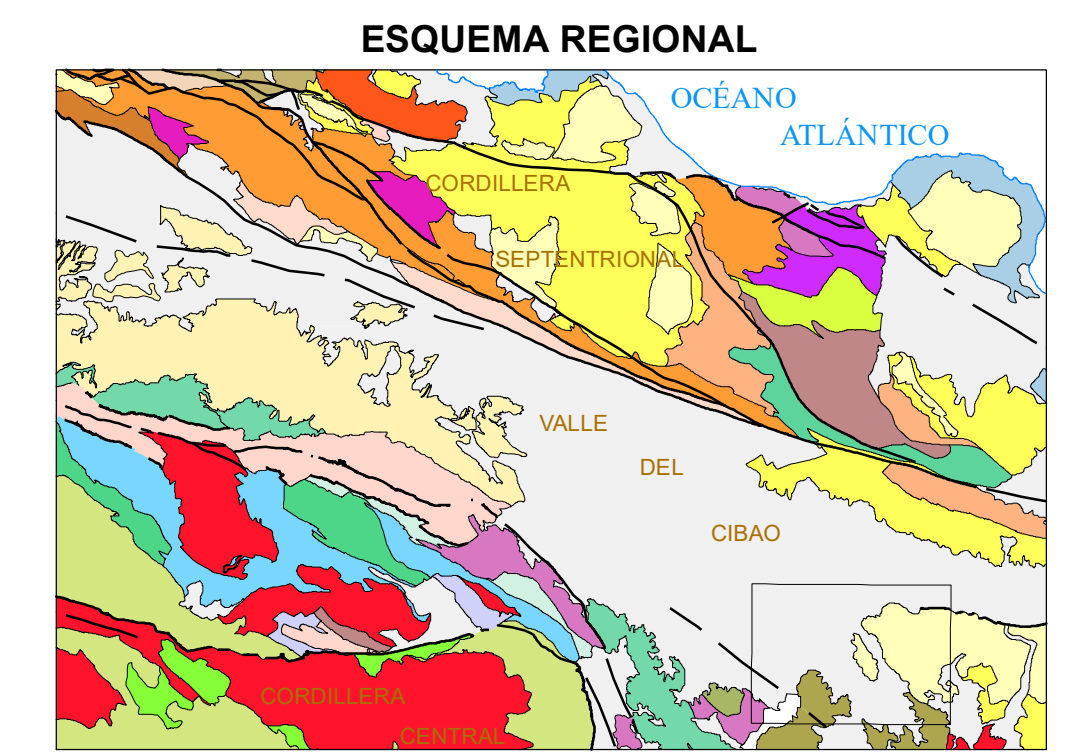 ESQUEMA REGIONAL
OCÉANO
ATLÁNTICO
CORDILLERA
SEPTENTRIONAL
VALLE
DEL
CIBAO
CORDILLERA
CENTRAL